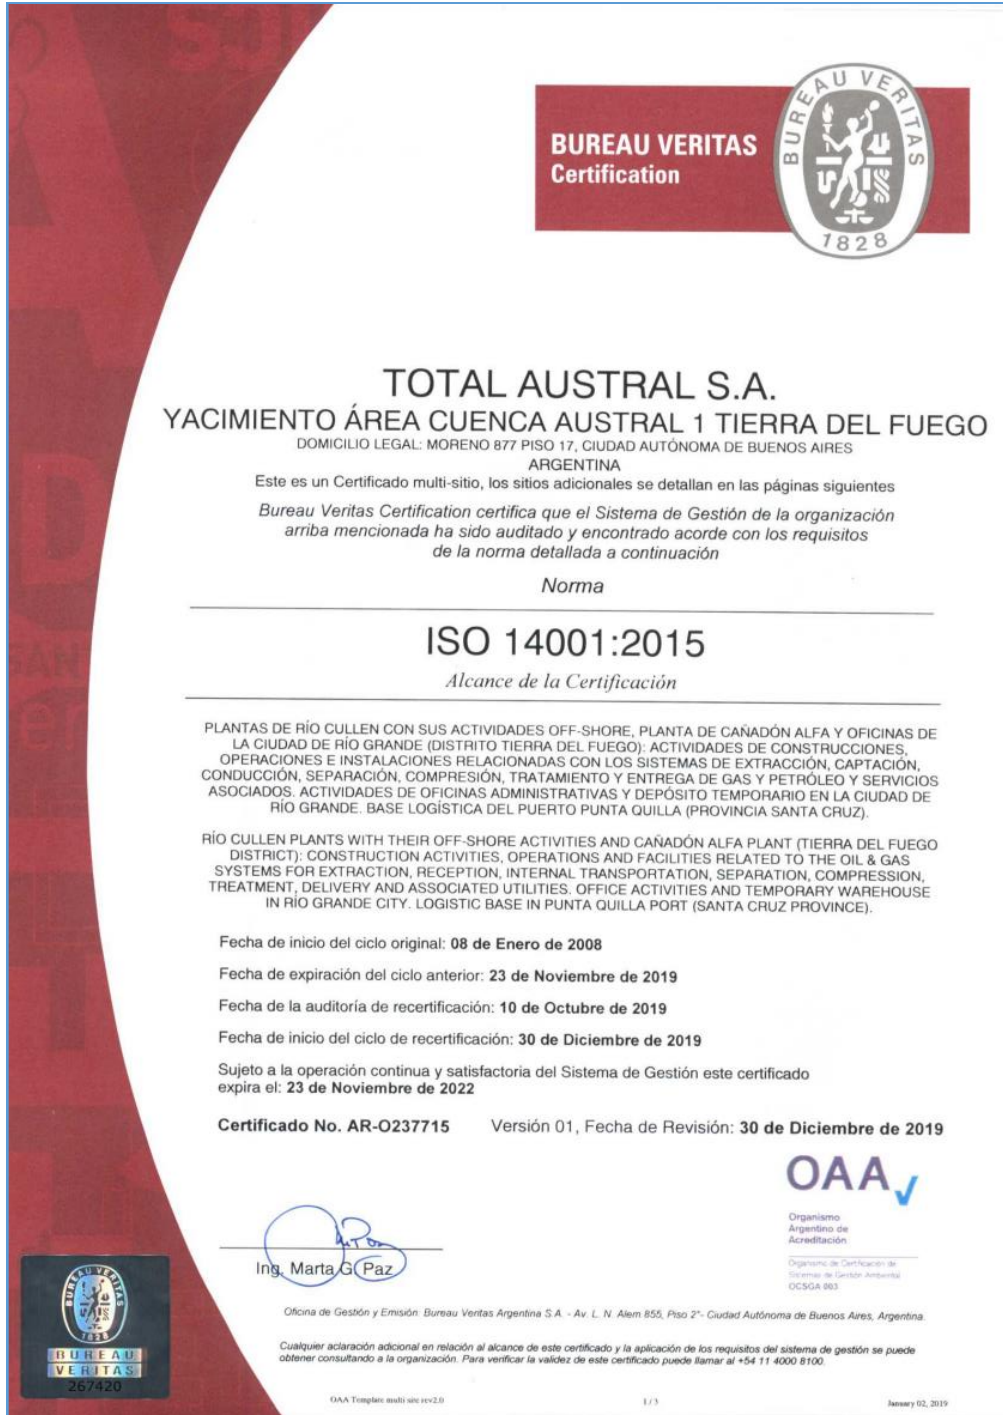 BUREAU VERITAS
Certification
BUREAU VERITAS
1828
TOTAL AUSTRAL S.A.
YACIMIENTO ÁREA CUENCA AUSTRAL 1 TIERRA DEL FUEGO
DOMICILIO LEGAL: MORENO 877 PISO 17, CIUDAD AUTÓNOMA DE BUENOS AIRES
ARGENTINA
Este es un Certificado multi-sitio, los sitios adicionales se detallan en las páginas siguientes
Bureau Veritas Certification certifica que el Sistema de Gestión de la organización
arriba mencionada ha sido auditado y encontrado acorde con los requisitos
de la norma detallada a continuación
Norma
ISO 14001:2015
Alcance de la Certificación
PLANTAS DE RÍO CULLEN CON SUS ACTIVIDADES OFF-SHORE, PLANTA DE CAÑADÓN ALFA Y OFICINAS DE
LA CIUDAD DE RÍO GRANDE (DISTRITO TIERRA DEL FUEGO): ACTIVIDADES DE CONSTRUCCIONES,
OPERACIONES E INSTALACIONES RELACIONADAS CON LOS SISTEMAS DE EXTRACCIÓN, CAPTACIÓN,
CONDUCCIÓN, SEPARACIÓN, COMPRESIÓN, TRATAMIENTO Y ENTREGA DE GAS Y PETRÓLEO Y SERVICIOS
ASOCIADOS. ACTIVIDADES DE OFICINAS ADMINISTRATIVAS Y DEPÓSITO TEMPORARIO EN LA CIUDAD DE
RÍO GRANDE. BASE LOGÍSTICA DEL PUERTO PUNTA QUILLA (PROVINCIA SANTA CRUZ).
RÍO CULLEN PLANTS WITH THEIR OFF-SHORE ACTIVITIES AND CAÑADÓN ALFA PLANT (TIERRA DEL FUEGO
DISTRICT): CONSTRUCTION ACTIVITIES, OPERATIONS AND FACILITIES RELATED TO THE OIL & GAS
SYSTEMS FOR EXTRACTION, RECEPTION, INTERNAL TRANSPORTATION, SEPARATION, COMPRESSION,
TREATMENT, DELIVERY AND ASSOCIATED UTILITIES. OFFICE ACTIVITIES AND TEMPORARY WAREHOUSE
IN RÍO GRANDE CITY. LOGISTIC BASE IN PUNTA QUILLA PORT (SANTA CRUZ PROVINCE).
Fecha de inicio del ciclo original: 08 de Enero de 2008
Fecha de expiración del ciclo anterior: 23 de Noviembre de 2019
Fecha de la auditoría de recertificación: 10 de Octubre de 2019
Fecha de inicio del ciclo de recertificación: 30 de Diciembre de 2019
Sujeto a la operación continua y satisfactoria del Sistema de Gestión este certificado
expira el: 23 de Noviembre de 2022
Certificado No. AR-O237715 Versión 01, Fecha de Revisión: 30 de Diciembre de 2019
OAA
Organismo
Argentino de
Acreditación
Organismo de Certificación de
Sistemas de Gestión Ambiental
OCSGA 003
Ing. Marta G. Paz
BUREAU VERITAS
1828
BUREAU
VERITAS
267420
Oficina de Gestión y Emisión: Bureau Veritas Argentina S.A. - Av. L. N. Alem 855, Piso 2°- Ciudad Autónoma de Buenos Aires, Argentina.
Cualquier aclaración adicional en relación al alcance de este certificado y la aplicación de los requisitos del sistema de gestión se puede
obtener consultando a la organización. Para verificar la validez de este certificado puede llamar al +54 11 4000 8100.
OAA Template multi site rev2.0 1/3 January 02, 2019